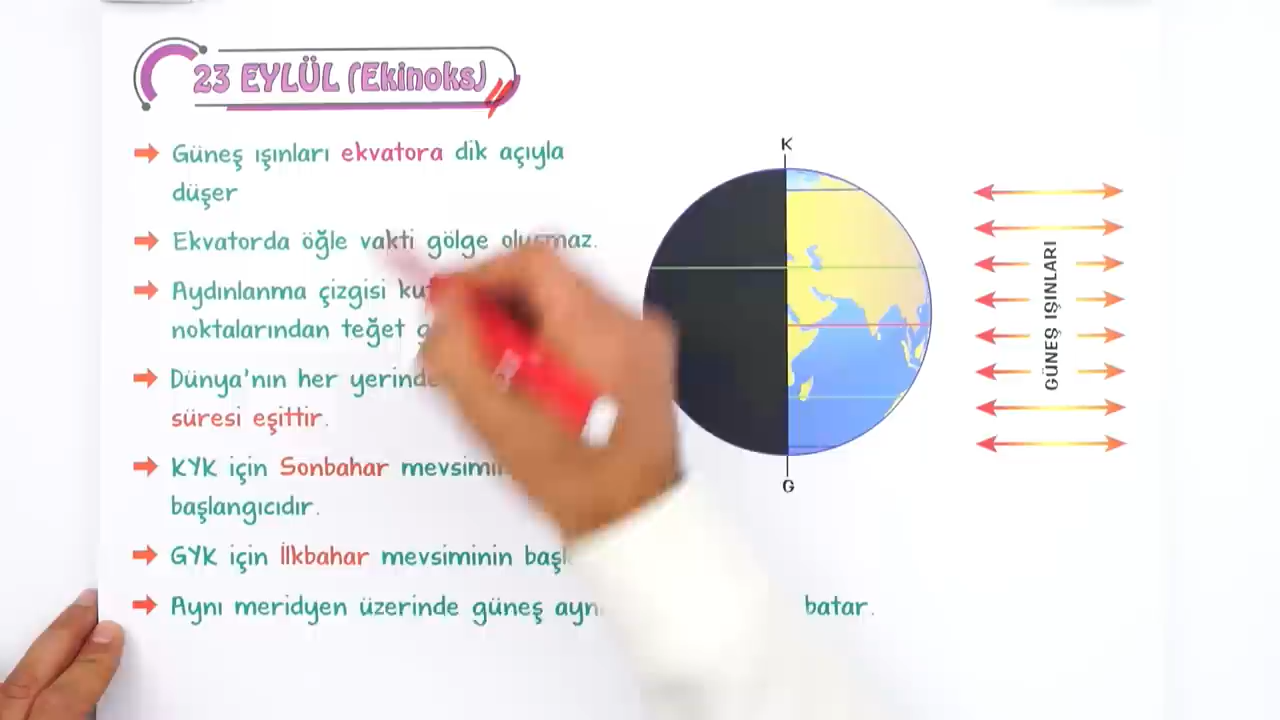 23 EYLÜL (Ekinoks)
Güneş ışınları ekvatora dik açıyla
düşer
Ekvatorda öğle vakti gölge oluşmaz.
Aydınlanma çizgisi
noktalarından teğet
Dünya'nın her yerinde
süresi eşittir.
KYK için Sonbahar
başlangıcıdır.
GYK için İlkbahar mevsiminin
Aynı meridyen üzerinde güneş batar.
K
G
GÜNEŞ IŞINLARI